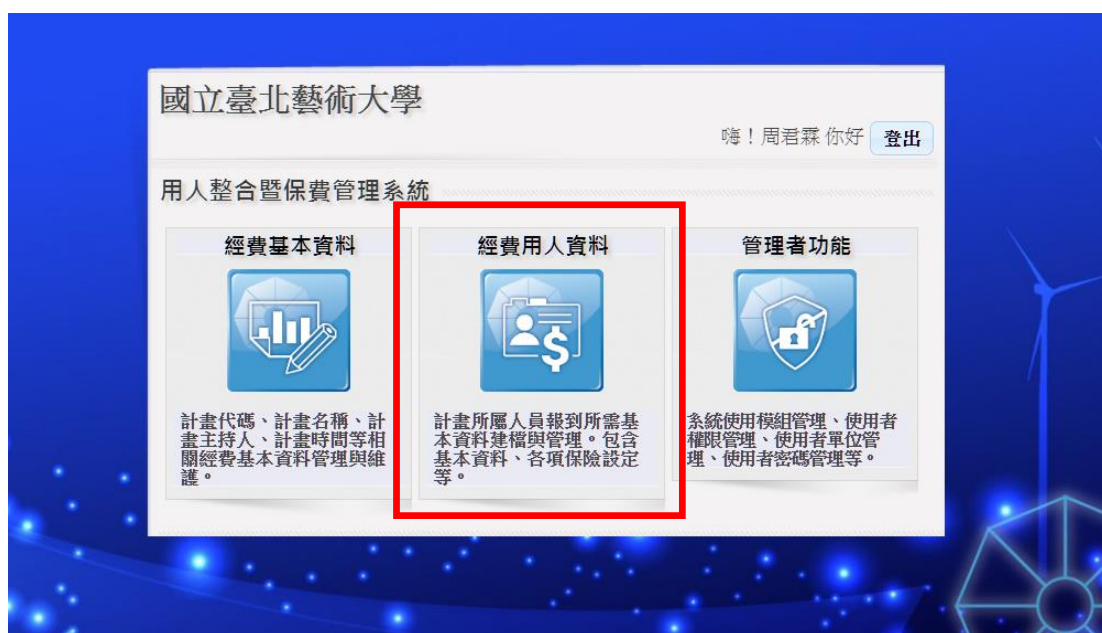 國立臺北藝術大學
嗨！周君霖 你好 登出
用人整合暨保費管理系統
經費基本資料
計畫代碼、計畫名稱、計
畫主持人、計畫時間等相
關經費基本資料管理與維
護。
經費用人資料
計畫所屬人員報到所需基
本資料建檔與管理。包含
基本資料、各項保險設定
等。
管理者功能
系統使用模組管理、使用者
權限管理、使用者單位管
理、使用者密碼管理等。